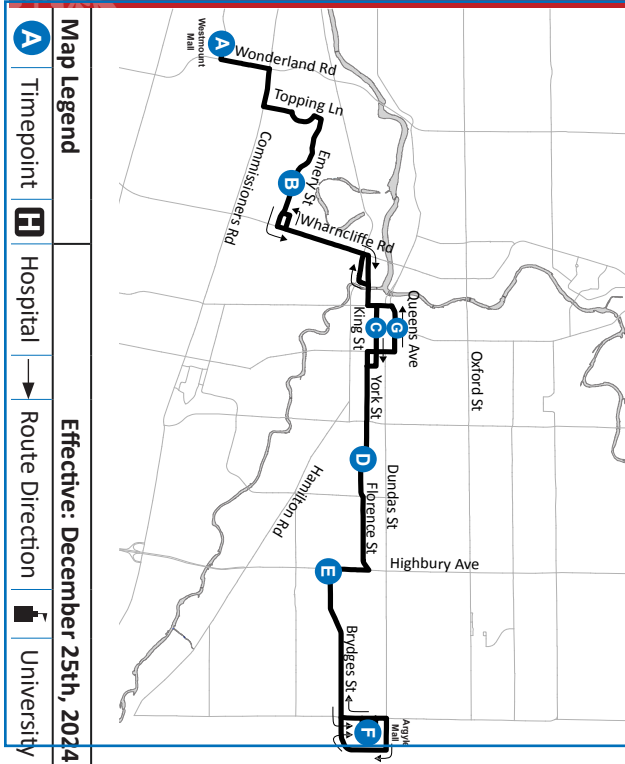 Westmount
Mall
A
Wonderland Rd
Topping Ln
Commissioners Rd
Emery St
B
Wharncliffe Rd
Queens Ave
G
C
King St
York St
Oxford St
D
Dundas St
Florence St
Hamilton Rd
Highbury Ave
E
Brydges St
Argyle
Mall
F
Map Legend
Effective: December 25th, 2024
A Timepoint H Hospital Route Direction University